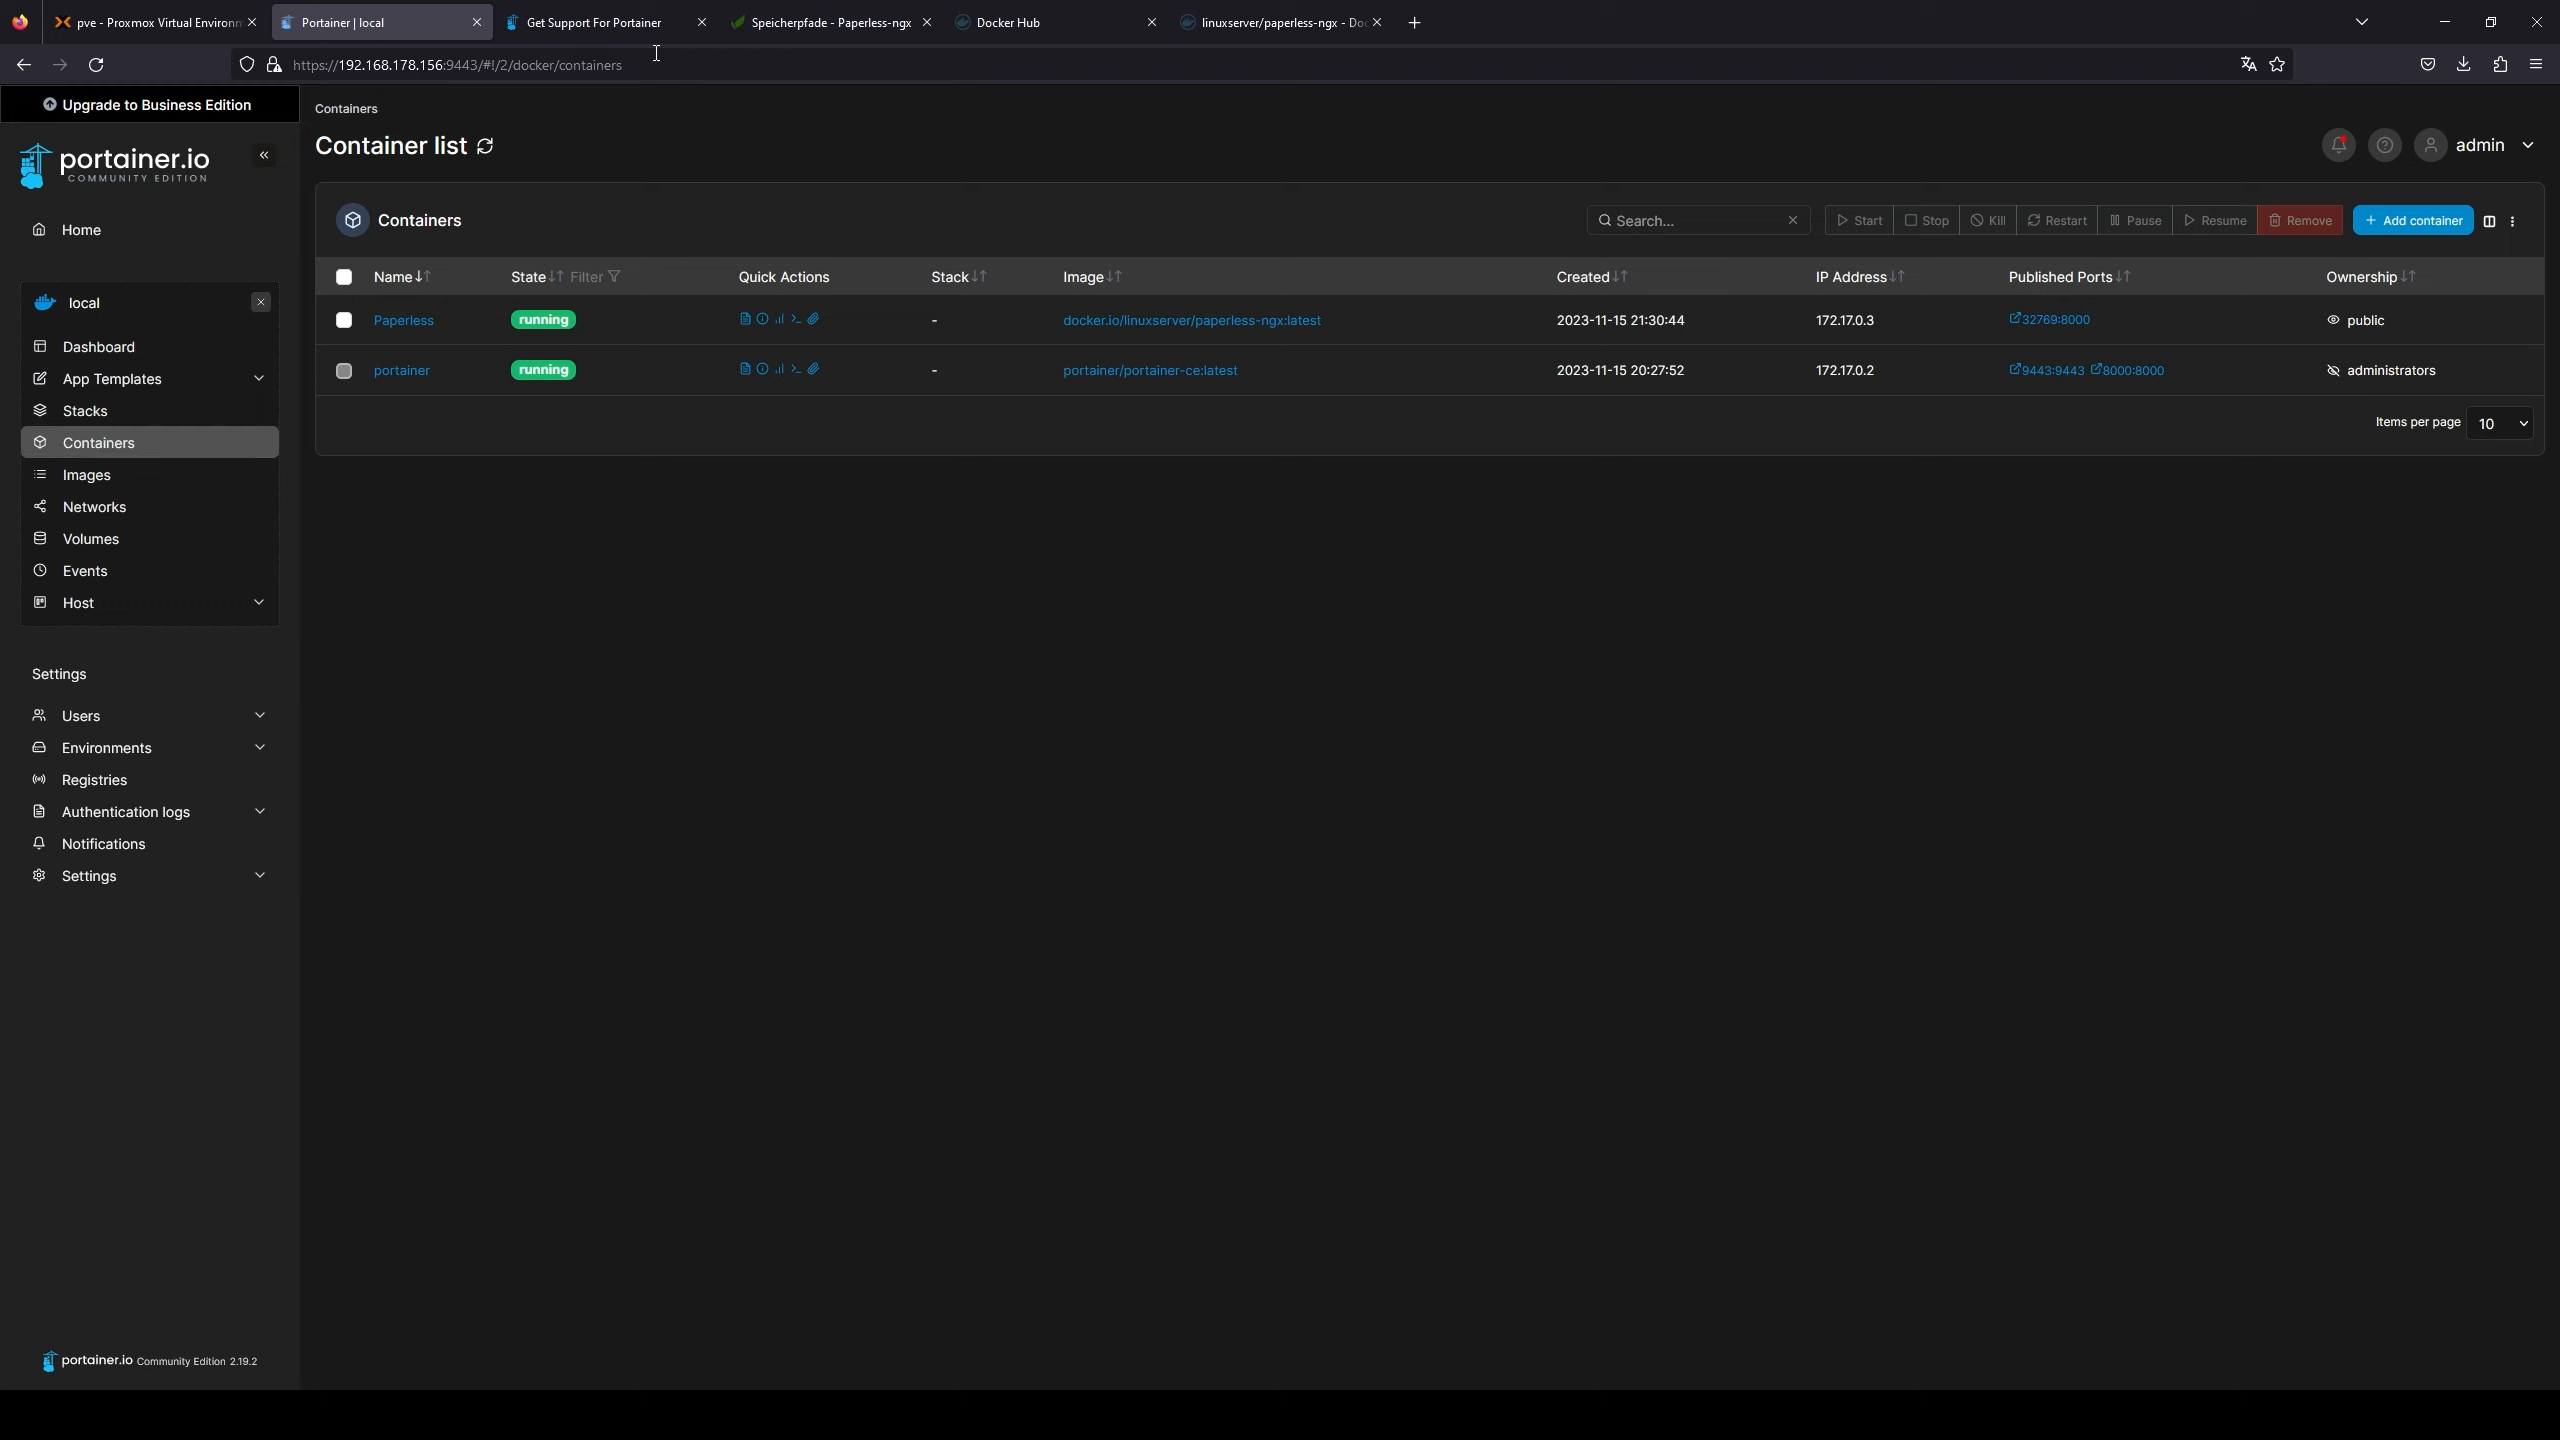 pve - Proxmox Virtual Environm
Portainer | local
Get Support For Portainer
Speicherpfade - Paperless-ngx
Docker Hub
linuxserver/paperless-ngx - Doc
https://192.168.178.156:9443/#!/2/docker/containers
Upgrade to Business Edition
portainer.io
COMMUNITY EDITION
Home
local
Dashboard
App Templates
Stacks
Containers
Images
Networks
Volumes
Events
Host
Settings
Users
Environments
Registries
Authentication logs
Notifications
Settings
portainer.io Community Edition 2.19.2
Containers
Container list
admin
Containers
Search... Start Stop Kill Restart Pause Resume Remove + Add container
Name State Filter Quick Actions Stack Image Created IP Address Published Ports Ownership
Paperless running - docker.io/linuxserver/paperless-ngx:latest 2023-11-15 21:30:44 172.17.0.3 32769:8000 public
portainer running - portainer/portainer-ce:latest 2023-11-15 20:27:52 172.17.0.2 9443:9443 8000:8000 administrators
Items per page 10